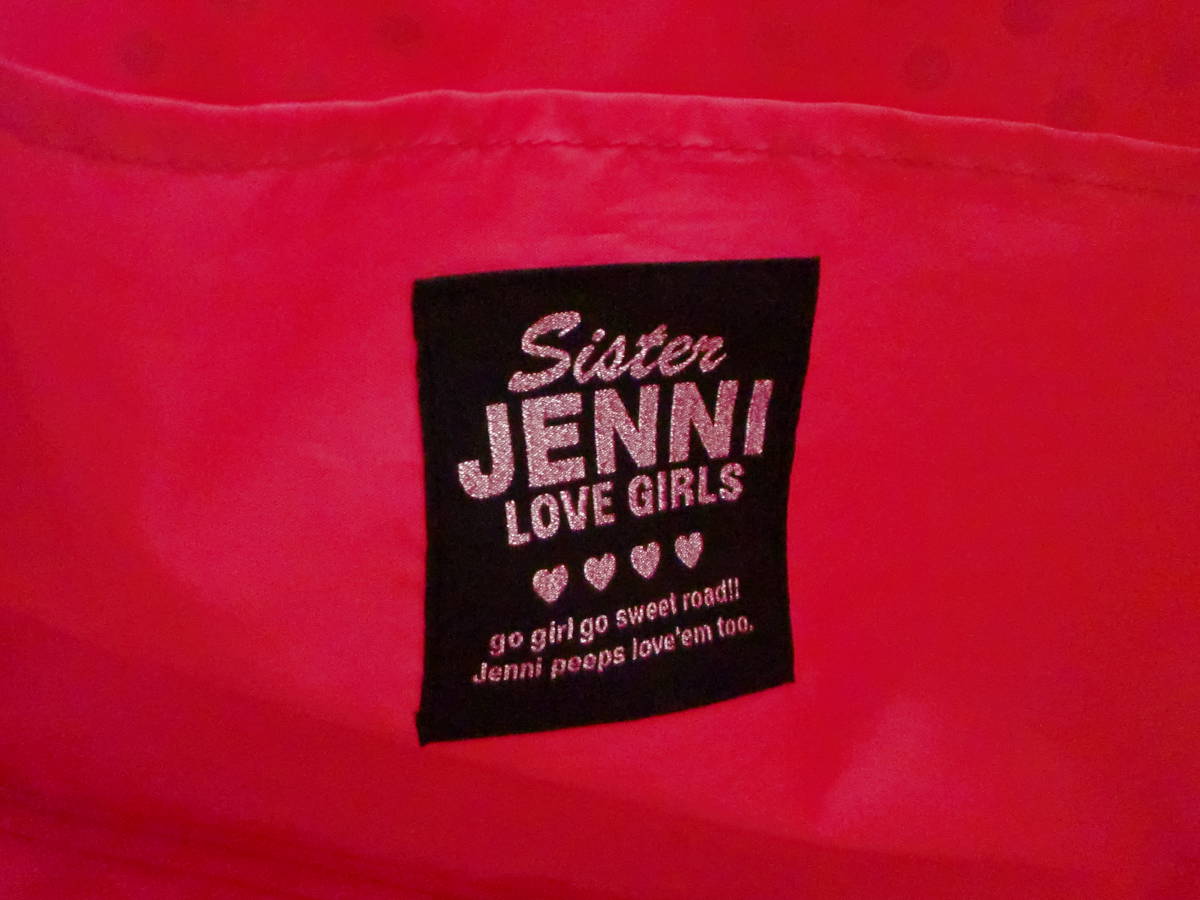 Sister
JENNI
LOVE GIRLS
go girl go sweet road!!
Jenni peeps love'em too.